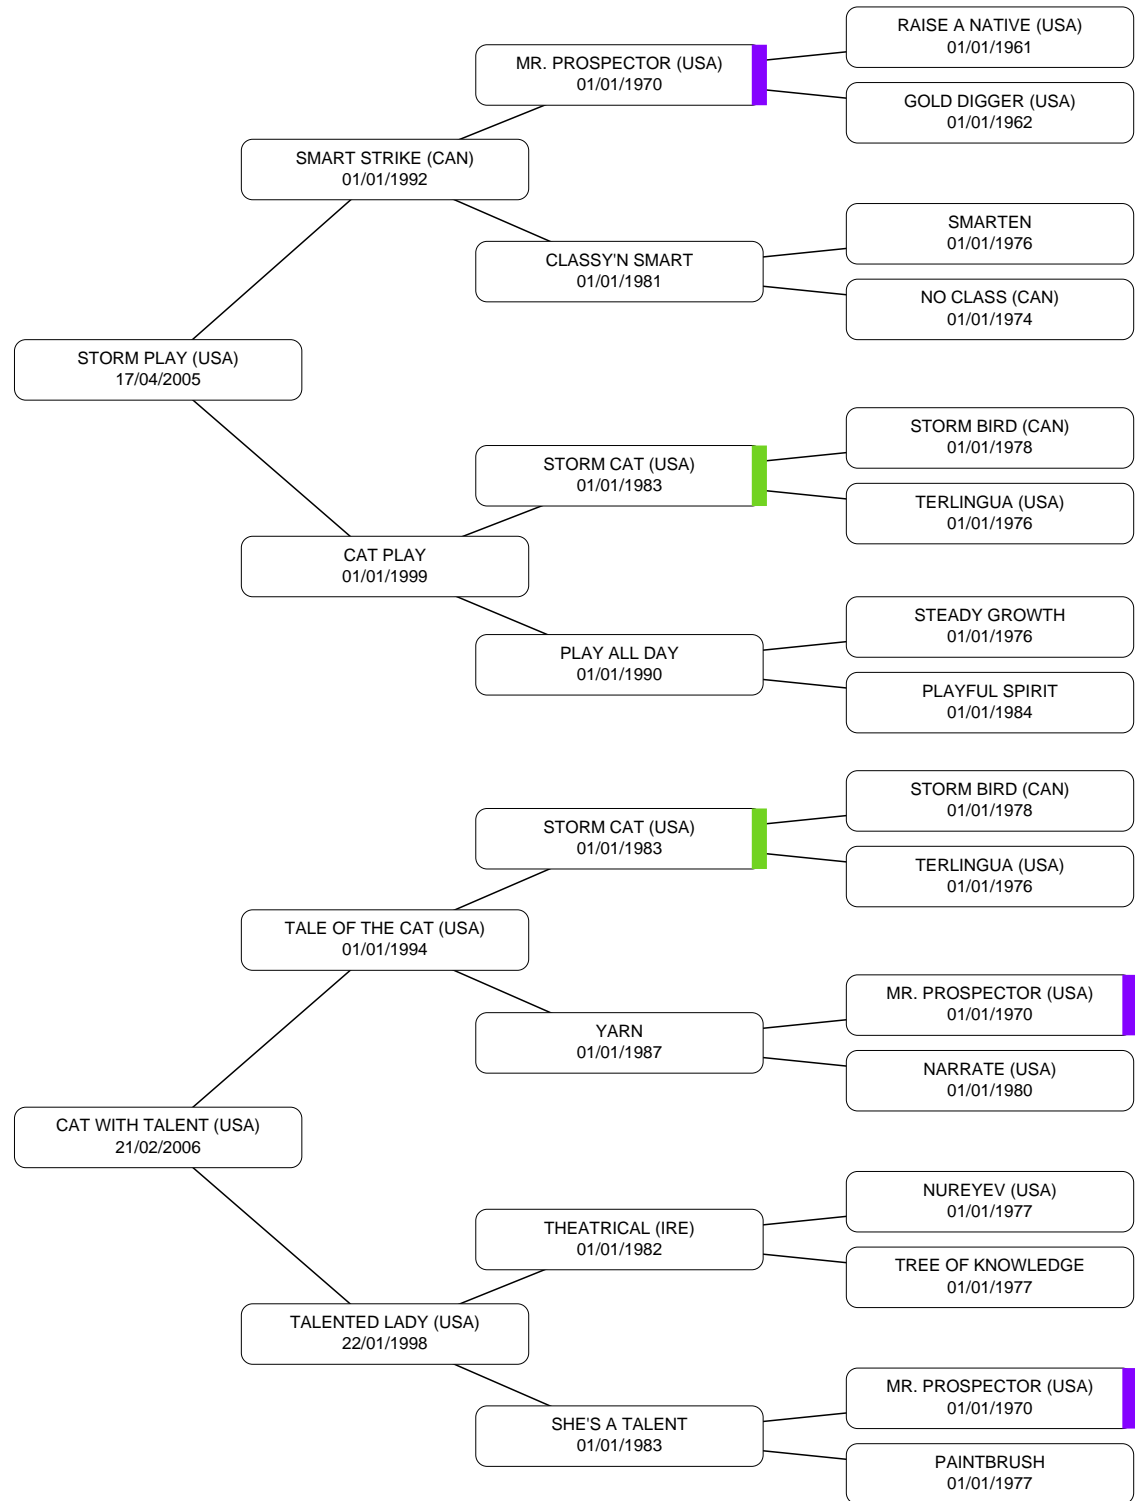 RAISE A NATIVE (USA)
01/01/1961
MR. PROSPECTOR (USA)
01/01/1970
GOLD DIGGER (USA)
01/01/1962
SMART STRIKE (CAN)
01/01/1992
SMARTEN
01/01/1976
CLASSY'N SMART
01/01/1981
NO CLASS (CAN)
01/01/1974
STORM PLAY (USA)
17/04/2005
STORM BIRD (CAN)
01/01/1978
STORM CAT (USA)
01/01/1983
TERLINGUA (USA)
01/01/1976
CAT PLAY
01/01/1999
STEADY GROWTH
01/01/1976
PLAY ALL DAY
01/01/1990
PLAYFUL SPIRIT
01/01/1984
STORM BIRD (CAN)
01/01/1978
STORM CAT (USA)
01/01/1983
TERLINGUA (USA)
01/01/1976
TALE OF THE CAT (USA)
01/01/1994
MR. PROSPECTOR (USA)
01/01/1970
YARN
01/01/1987
NARRATE (USA)
01/01/1980
CAT WITH TALENT (USA)
21/02/2006
NUREYEV (USA)
01/01/1977
THEATRICAL (IRE)
01/01/1982
TREE OF KNOWLEDGE
01/01/1977
TALENTED LADY (USA)
22/01/1998
MR. PROSPECTOR (USA)
01/01/1970
SHE'S A TALENT
01/01/1983
PAINTBRUSH
01/01/1977